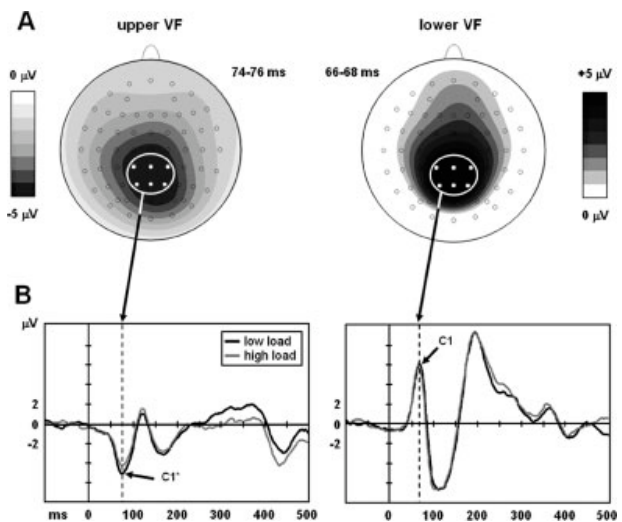 A
upper VF
lower VF
0 μV
74-76 ms
66-68 ms
+5 μV
-5 μV
0 μV
B
μV
low load
high load
C1
2
0
-2
C1'
2
0
-2
ms
0
100
200
300
400
500
0
100
200
300
400
500